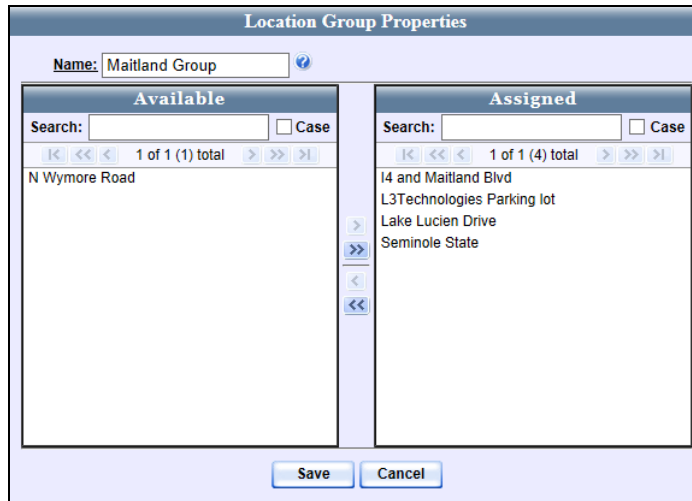 Location Group Properties
Name: Maitland Group
Available
Search: Case
1 of 1 (1) total
N Wymore Road
Assigned
Search: Case
1 of 1 (4) total
I4 and Maitland Blvd
L3Technologies Parking lot
Lake Lucien Drive
Seminole State
Save Cancel